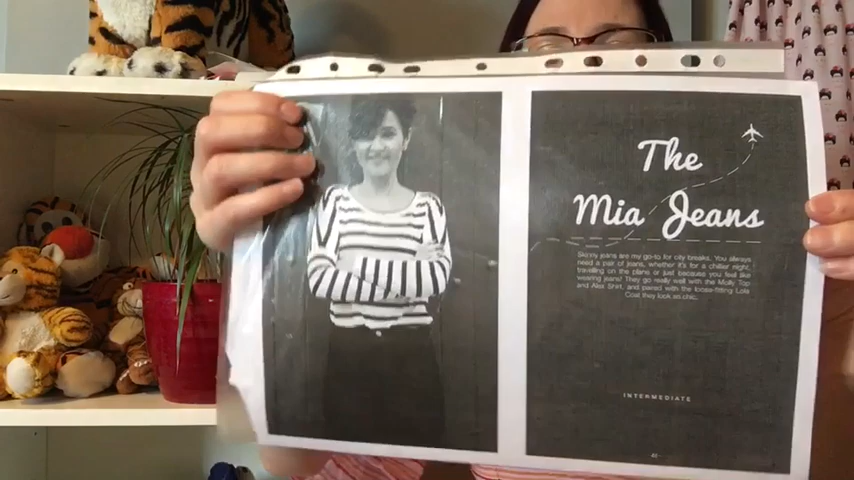 The
Mia Jeans
Skinny jeans are my go-to for city breaks. You always
need a pair of jeans, whether it's for a chillier night,
travelling on the plane or just because you feel like
wearing jeans! They go really well with the Molly Top
and Alex Shirt, and paired with the loose-fitting Lola
Coat they look so chic.
INTERMEDIATE